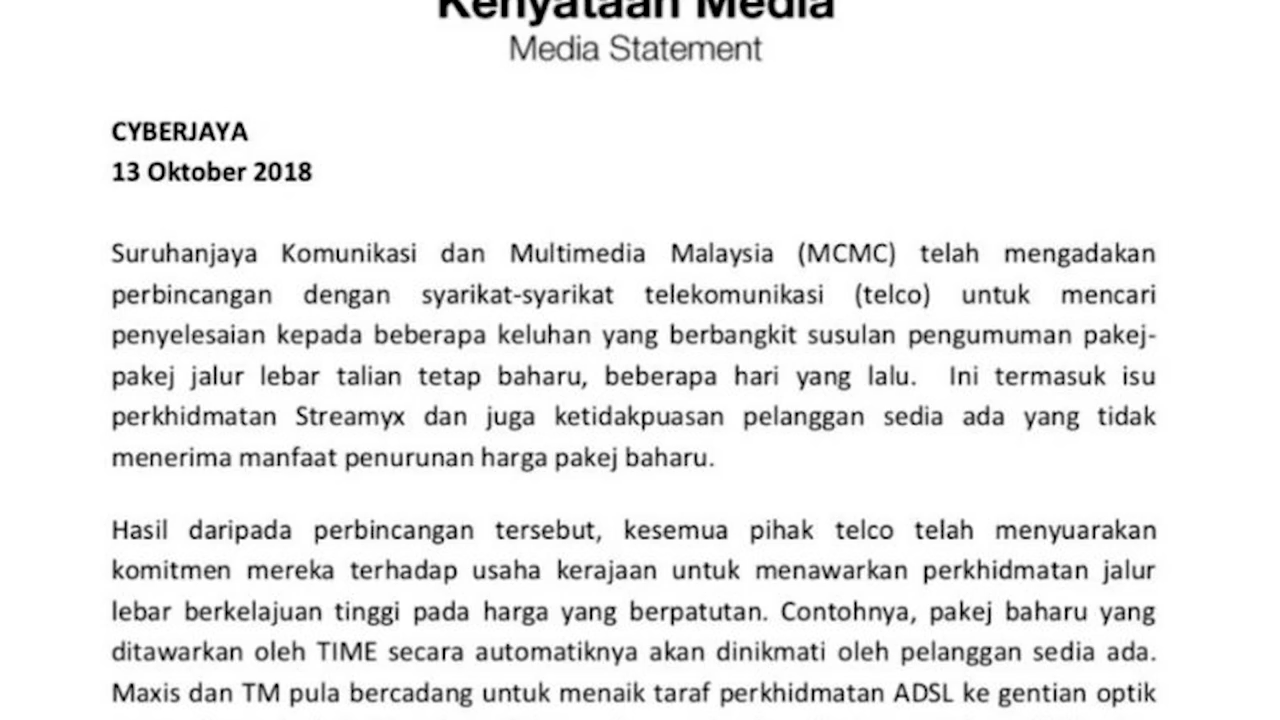 Kenyataan Media
Media Statement
CYBERJAYA
13 Oktober 2018
Suruhanjaya Komunikasi dan Multimedia Malaysia (MCMC) telah mengadakan
perbincangan dengan syarikat-syarikat telekomunikasi (telco) untuk mencari
penyelesaian kepada beberapa keluhan yang berbangkit susulan pengumuman pakej-
pakej jalur lebar talian tetap baharu, beberapa hari yang lalu. Ini termasuk isu
perkhidmatan Streamyx dan juga ketidakpuasan pelanggan sedia ada yang tidak
menerima manfaat penurunan harga pakej baharu.
Hasil daripada perbincangan tersebut, kesemua pihak telco telah menyuarakan
komitmen mereka terhadap usaha kerajaan untuk menawarkan perkhidmatan jalur
lebar berkelajuan tinggi pada harga yang berpatutan. Contohnya, pakej baharu yang
ditawarkan oleh TIME secara automatiknya akan dinikmati oleh pelanggan sedia ada.
Maxis dan TM pula bercadang untuk menaik taraf perkhidmatan ADSL ke gentian optik